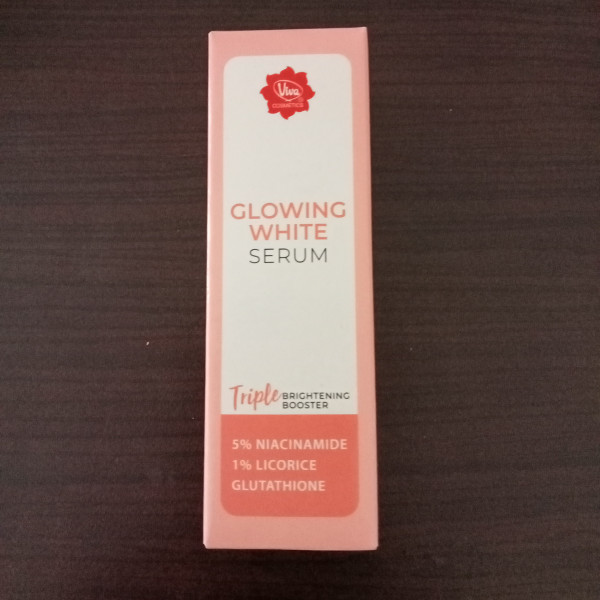 Viva
COSMETICS
GLOWING
WHITE
SERUM
Triple BRIGHTENING
BOOSTER
5% NIACINAMIDE
1% LICORICE
GLUTATHIONE